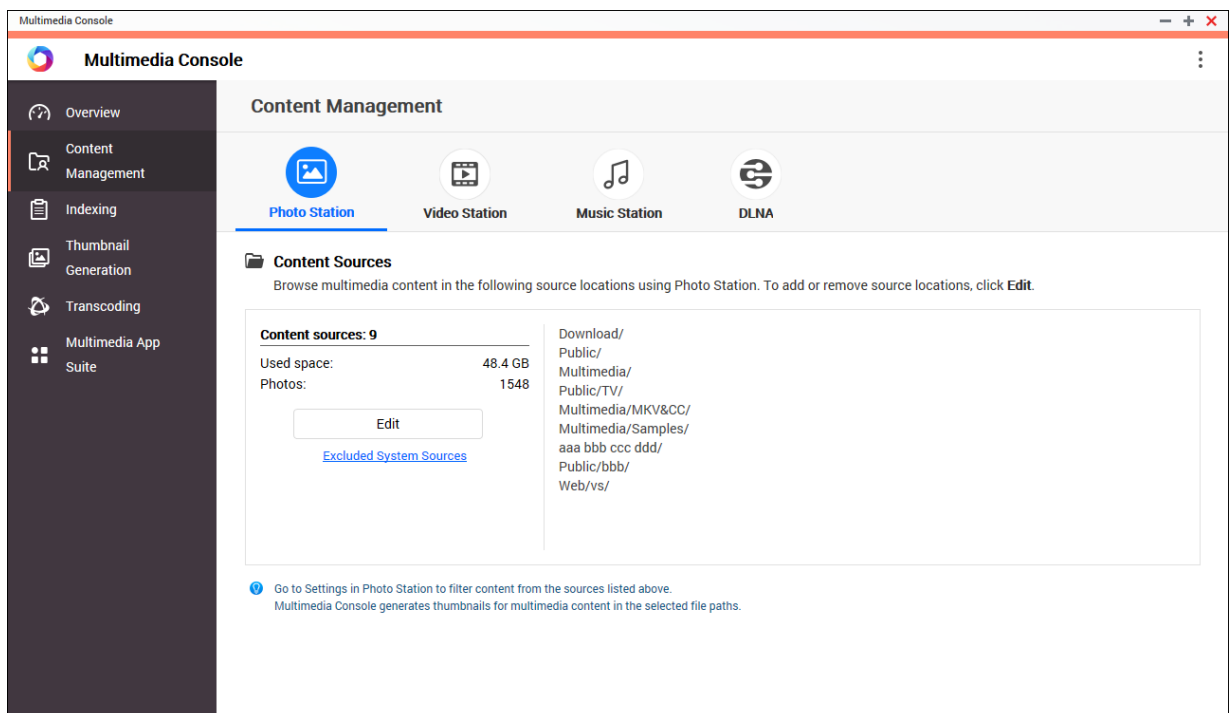 Multimedia Console
Multimedia Console
Overview
Content
Management
Indexing
Thumbnail
Generation
Transcoding
Multimedia App
Suite
Content Management
Photo Station
Video Station
Music Station
DLNA
Content Sources
Browse multimedia content in the following source locations using Photo Station. To add or remove source locations, click Edit.
Content sources: 9
Used space: 48.4 GB
Photos: 1548
Edit
Excluded System Sources
Download/
Public/
Multimedia/
Public/TV/
Multimedia/MKV&CC/
Multimedia/Samples/
aaa bbb ccc ddd/
Public/bbb/
Web/vs/
Go to Settings in Photo Station to filter content from the sources listed above.
Multimedia Console generates thumbnails for multimedia content in the selected file paths.